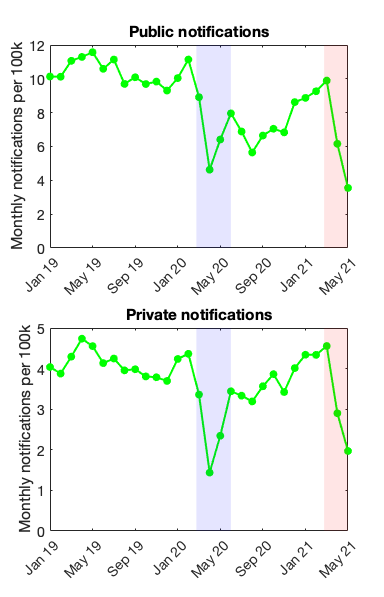 Public notifications
Monthly notifications per 100k
12
10
8
6
4
2
0
Jan 19
May 19
Sep 19
Jan 20
May 20
Sep 20
Jan 21
May 21
Private notifications
Monthly notifications per 100k
5
4
3
2
1
0
Jan 19
May 19
Sep 19
Jan 20
May 20
Sep 20
Jan 21
May 21